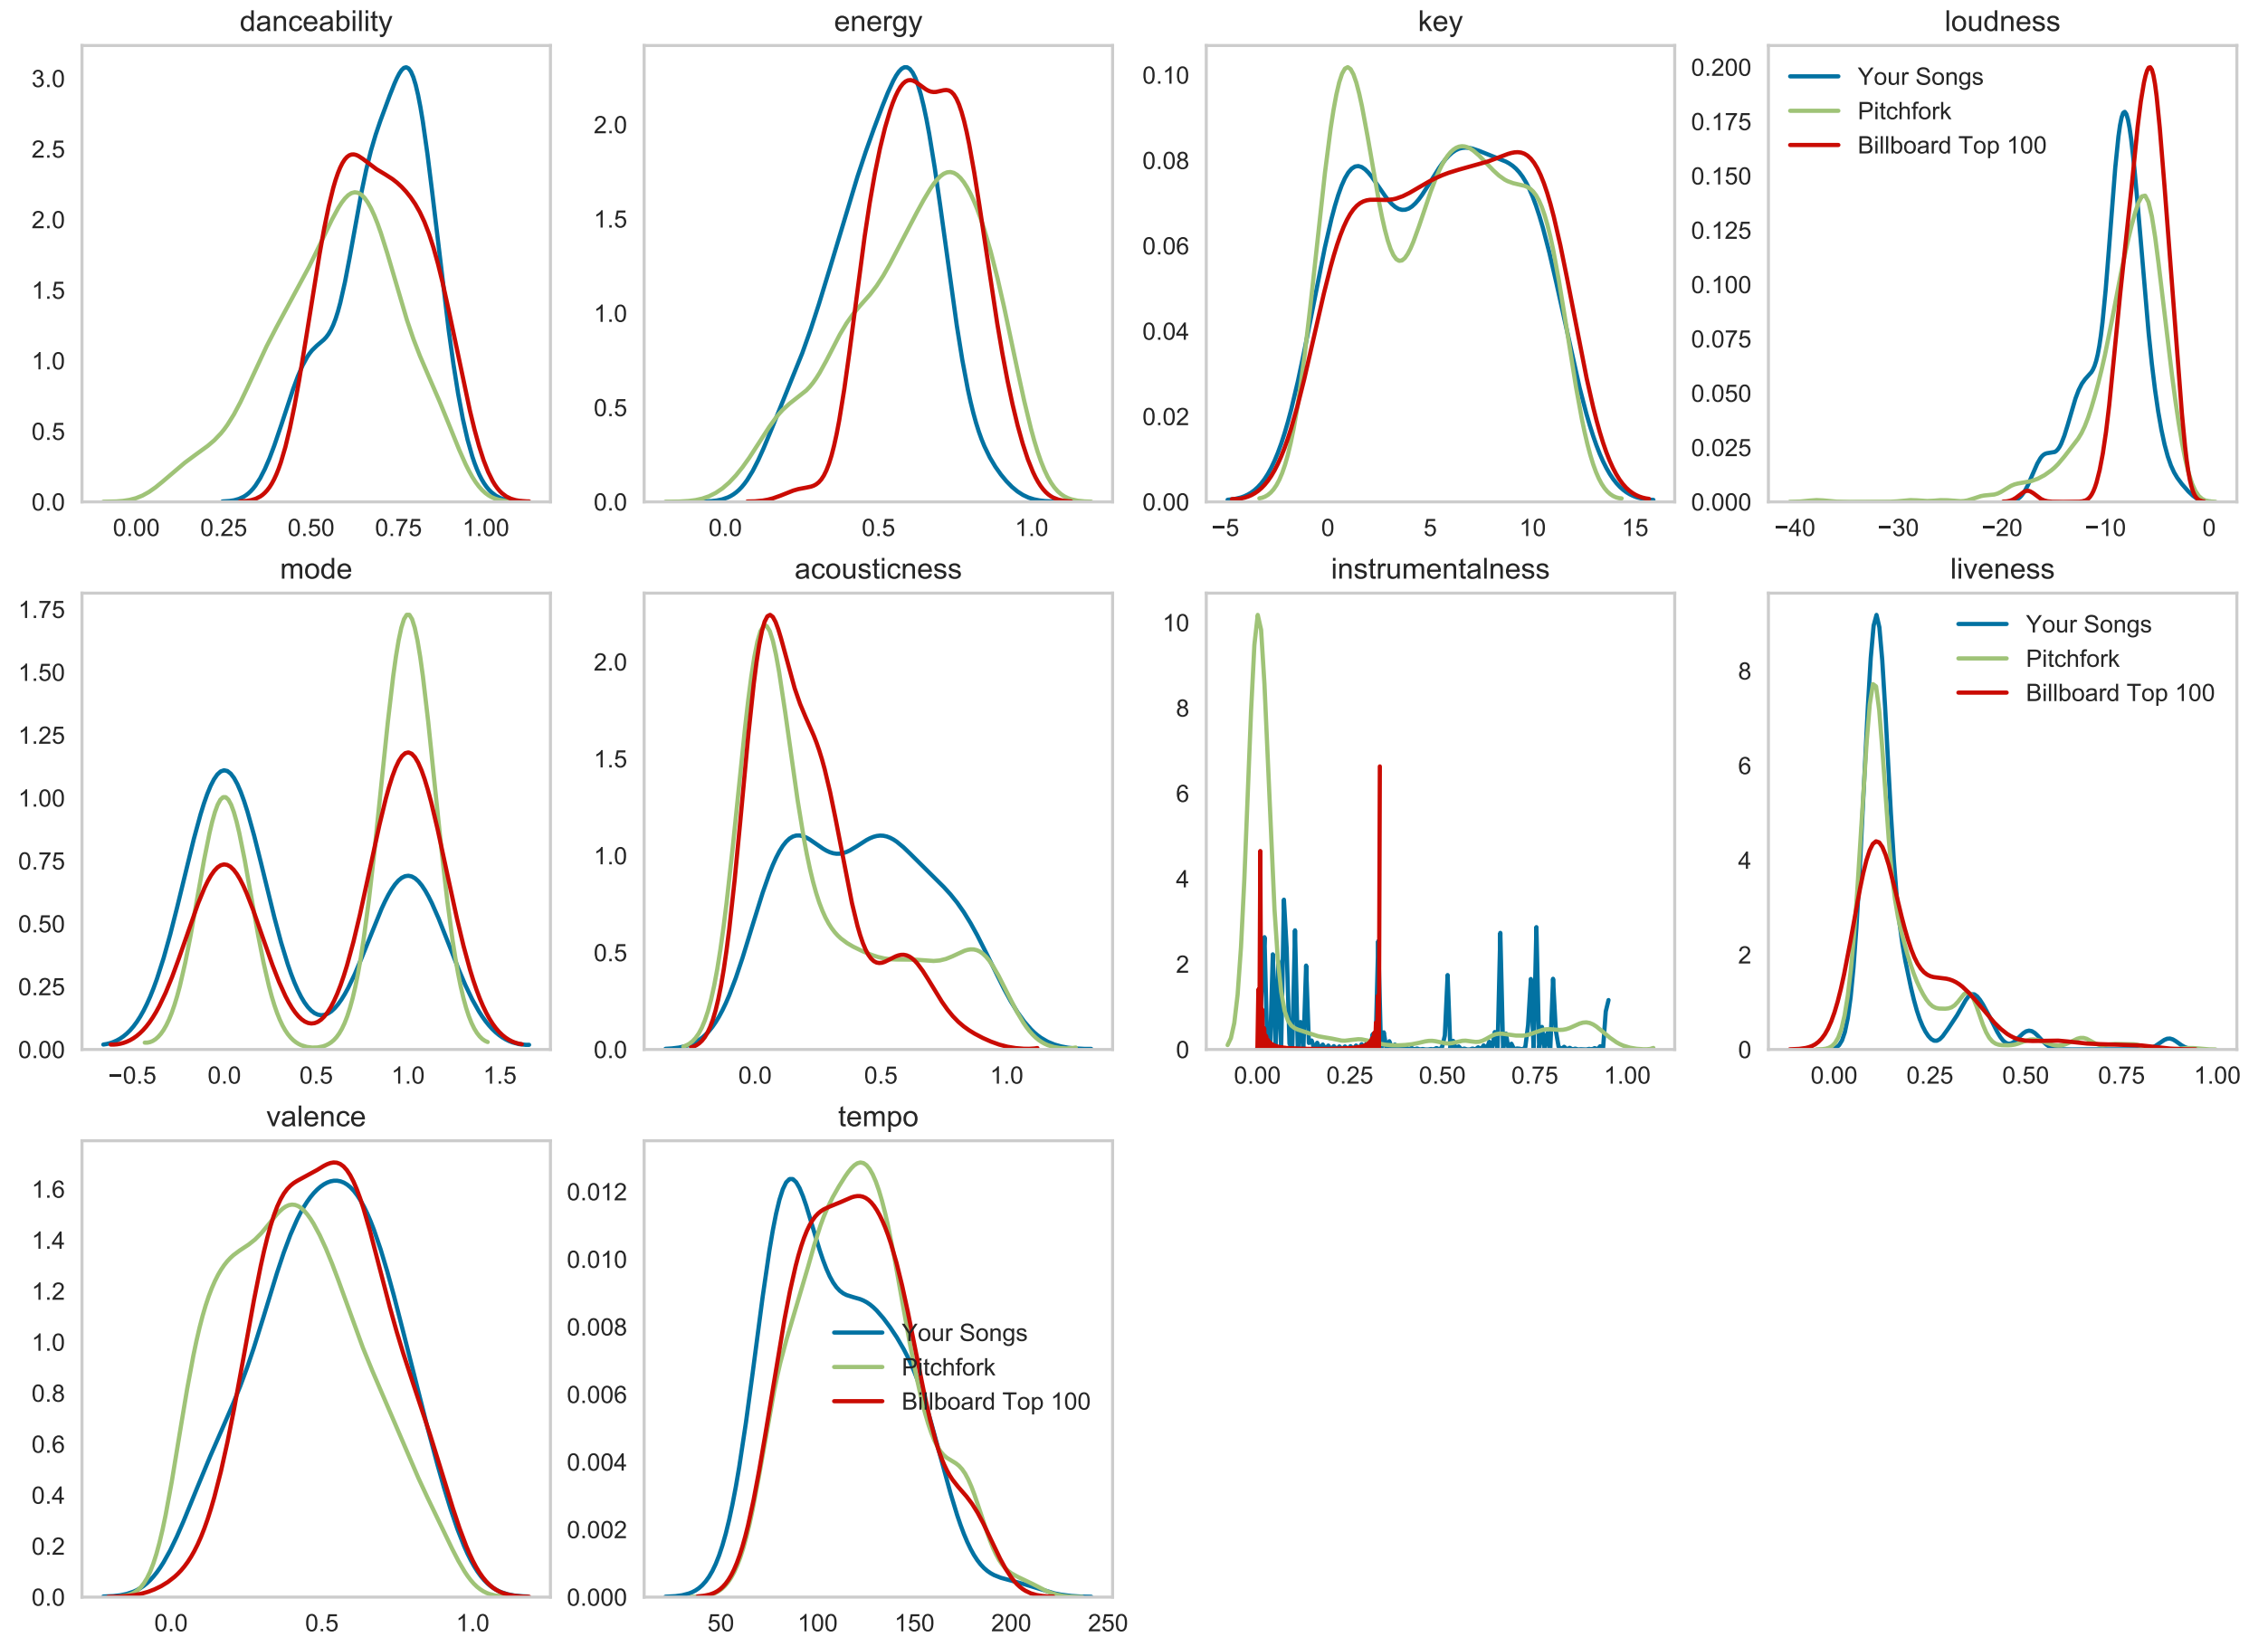 danceability
3.0
2.5
2.0
1.5
1.0
0.5
0.0
0.00 0.25 0.50 0.75 1.00
energy
2.0
1.5
1.0
0.5
0.0
0.0 0.5 1.0
key
0.10
0.08
0.06
0.04
0.02
0.00
−5 0 5 10 15
loudness
0.200
0.175
0.150
0.125
0.100
0.075
0.050
0.025
0.000
−40 −30 −20 −10 0
Your Songs
Pitchfork
Billboard Top 100
mode
1.75
1.50
1.25
1.00
0.75
0.50
0.25
0.00
−0.5 0.0 0.5 1.0 1.5
acousticness
2.0
1.5
1.0
0.5
0.0
0.0 0.5 1.0
instrumentalness
10
8
6
4
2
0
0.00 0.25 0.50 0.75 1.00
liveness
8
6
4
2
0
0.00 0.25 0.50 0.75 1.00
Your Songs
Pitchfork
Billboard Top 100
valence
1.6
1.4
1.2
1.0
0.8
0.6
0.4
0.2
0.0
0.0 0.5 1.0
tempo
0.012
0.010
0.008
0.006
0.004
0.002
0.000
50 100 150 200 250
Your Songs
Pitchfork
Billboard Top 100